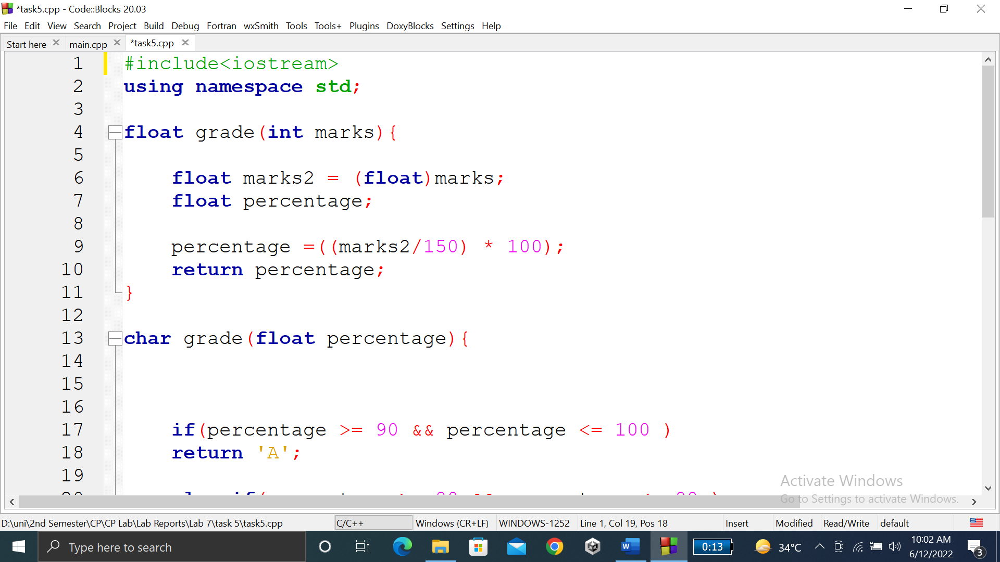 *task5.cpp - Code::Blocks 20.03
File Edit View Search Project Build Debug Fortran wxSmith Tools Tools+ Plugins DoxyBlocks Settings Help
Start here main.cpp *task5.cpp
1 #include<iostream>
2 using namespace std;
3
4 float grade(int marks){
5
6 float marks2 = (float)marks;
7 float percentage;
8
9 percentage =((marks2/150) * 100);
10 return percentage;
11 }
12
13 char grade(float percentage){
14
15
16
17 if(percentage >= 90 && percentage <= 100 )
18 return 'A';
19
Activate Windows
Go to Settings to activate Windows.
D:\uni\2nd Semester\CP\CP Lab\Lab Reports\Lab 7\task 5\task5.cpp C/C++ Windows (CR+LF) WINDOWS-1252 Line 1, Col 19, Pos 18 Insert Modified Read/Write default
Type here to search 0:13 34°C 10:02 AM
6/12/2022 3